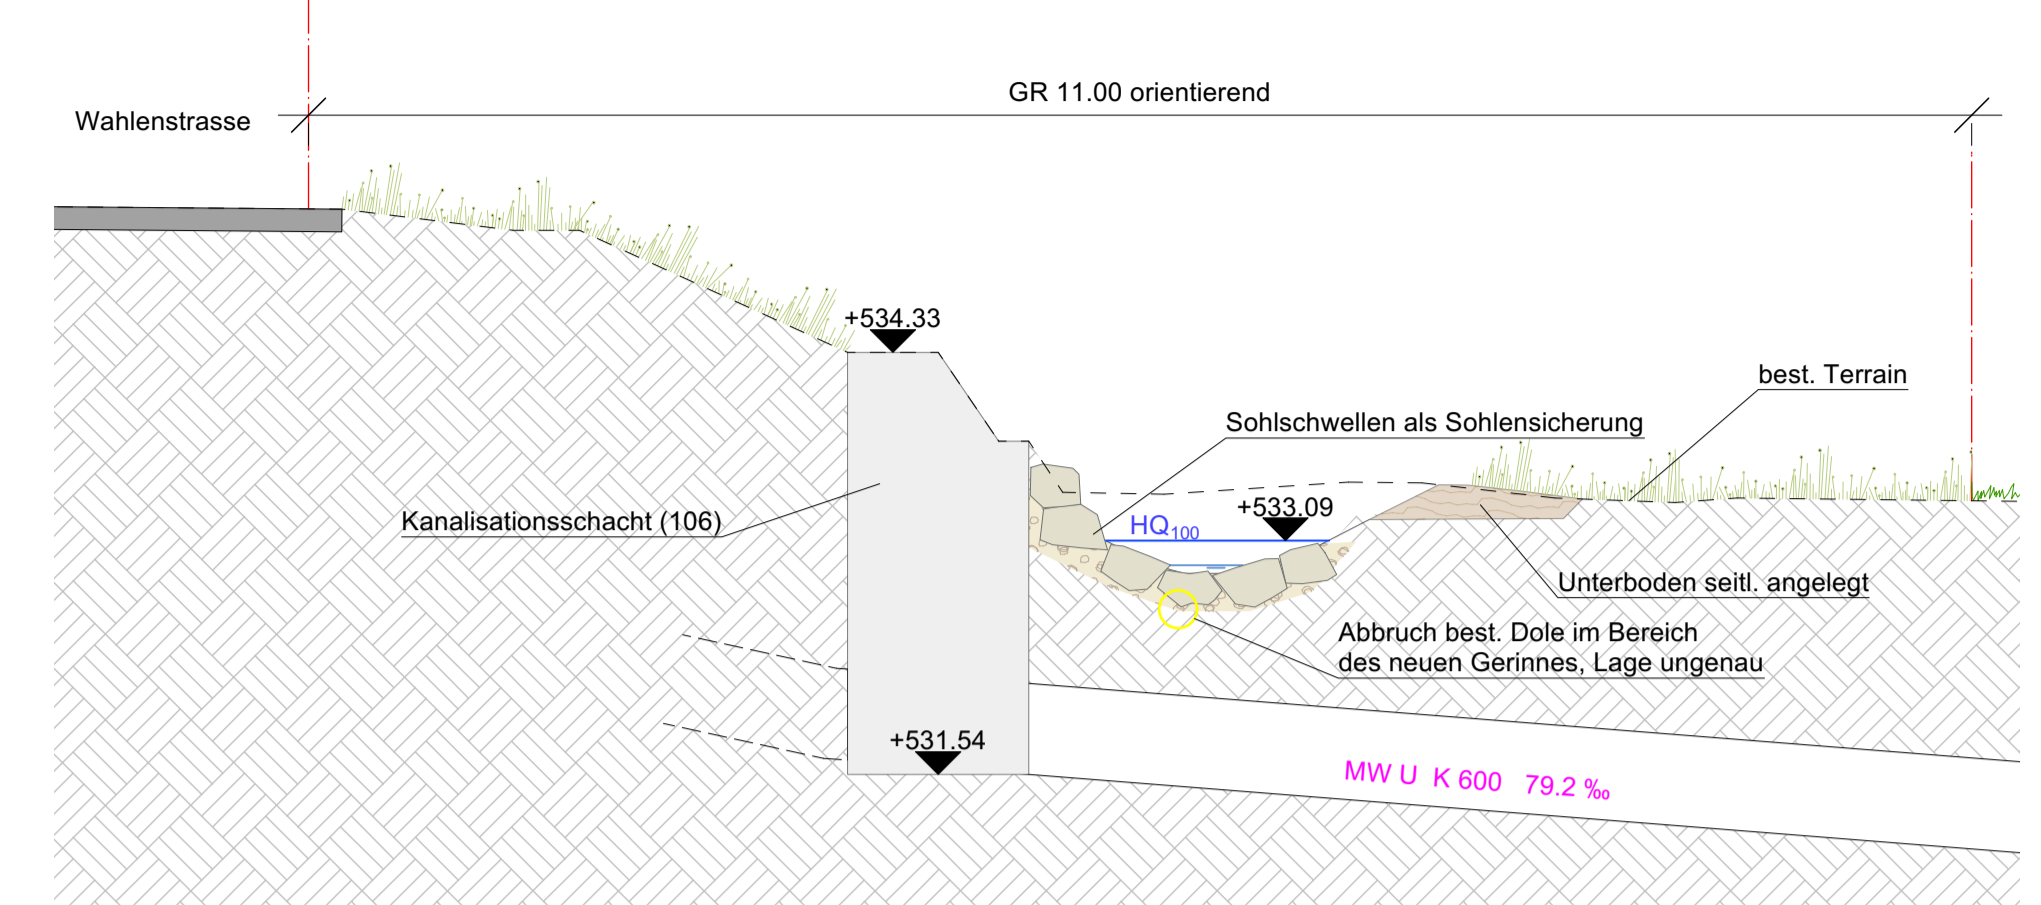 GR 11.00 orientierend
Wahlenstrasse
+534.33
best. Terrain
Sohlschwellen als Sohlensicherung
+533.09
Kanalisationsschacht (106)
HQ100
Unterboden seitl. angelegt
Abbruch best. Dole im Bereich
des neuen Gerinnes, Lage ungenau
+531.54
MW U K 600 79.2 ‰